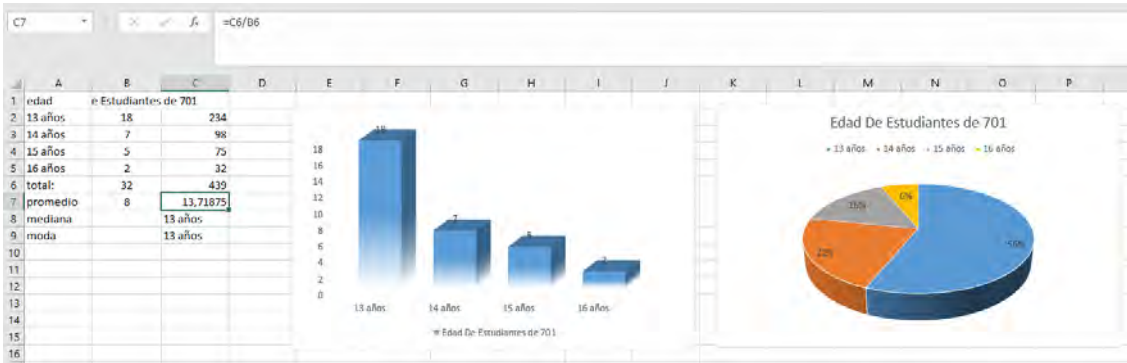 C7 fx =C6/B6
A B C D E F G H I J K L M N O P
1 edad e Estudiantes de 701
2 13 años 18 234
3 14 años 7 98
4 15 años 5 75
5 16 años 2 32
6 total: 32 439
7 promedio 8 13,71875
8 mediana 13 años
9 moda 13 años
10
11
12
13
14
15
16
18
16
14
12
10
8
6
4
2
0
18
7
5
2
13 años 14 años 15 años 16 años
Edad De Estudiantes de 701
Edad De Estudiantes de 701
13 años 14 años 15 años 16 años
56%
22%
16%
6%